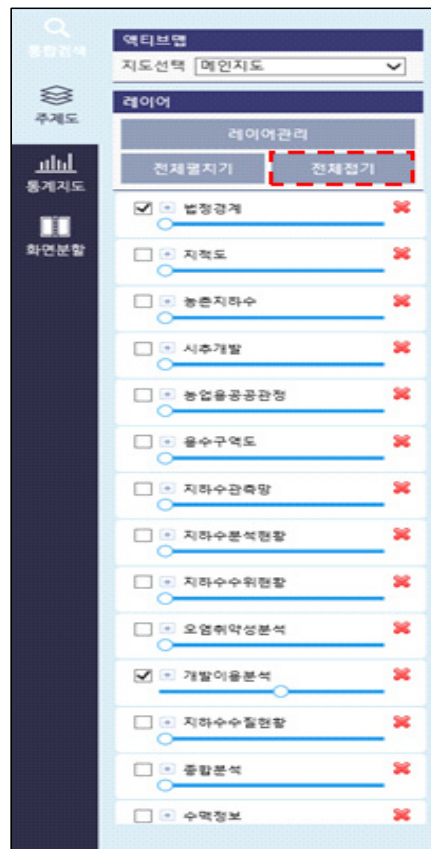 통합검색
주제도
통계지도
화면분할
액티브맵
지도선택 메인지도
레이어
레이어관리
전체펼치기 전체접기
법정경계
지적도
농촌지하수
시추개발
농업용공공관정
용수구역도
지하수관측망
지하수분석현황
지하수수위현황
오염취약성분석
개발이용분석
지하수수질현황
종합분석
수맥정보